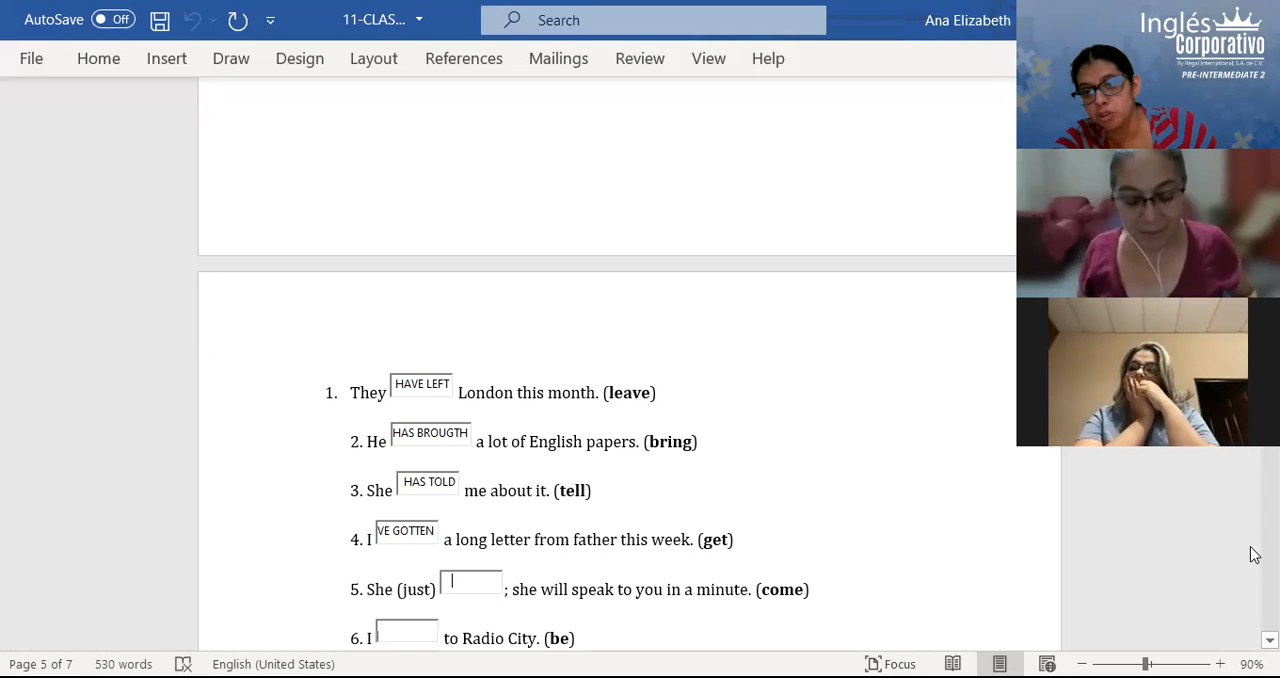 AutoSave Off 11-CLAS... Search Ana Elizabeth
File Home Insert Draw Design Layout References Mailings Review View Help
Inglés
Corporativo
By Regal International, S.A. de C.V.
PRE-INTERMEDIATE 2
1. They HAVE LEFT London this month. (leave)
2. He HAS BROUGTH a lot of English papers. (bring)
3. She HAS TOLD me about it. (tell)
4. I VE GOTTEN a long letter from father this week. (get)
5. She (just) ; she will speak to you in a minute. (come)
6. I to Radio City. (be)
Page 5 of 7 530 words English (United States) Focus 90%